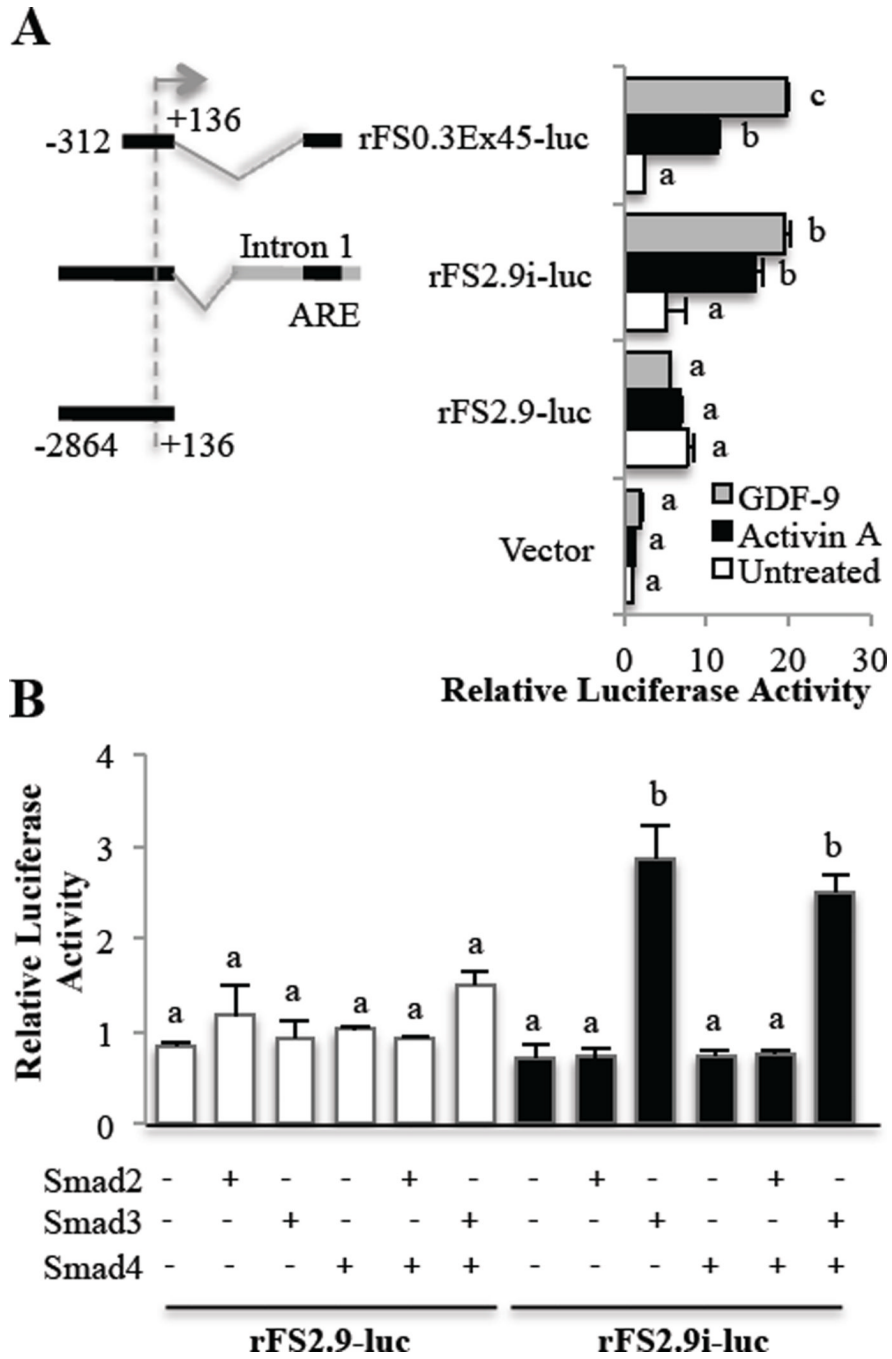 A
-312 +136 rFS0.3Ex45-luc c
b
a
Intron 1
ARE
rFS2.9i-luc b
b
a
-2864 +136
rFS2.9-luc a
a
a
Vector a
a
a
GDF-9
Activin A
Untreated
0 10 20 30
Relative Luciferase Activity
B
Relative Luciferase
Activity
4
3
2
1
0
a a a a a a a a b a a b
Smad2 - + - - + - - + - - + -
Smad3 - - + - - + - - + - - +
Smad4 - - - + + + - - - + + +
rFS2.9-luc rFS2.9i-luc